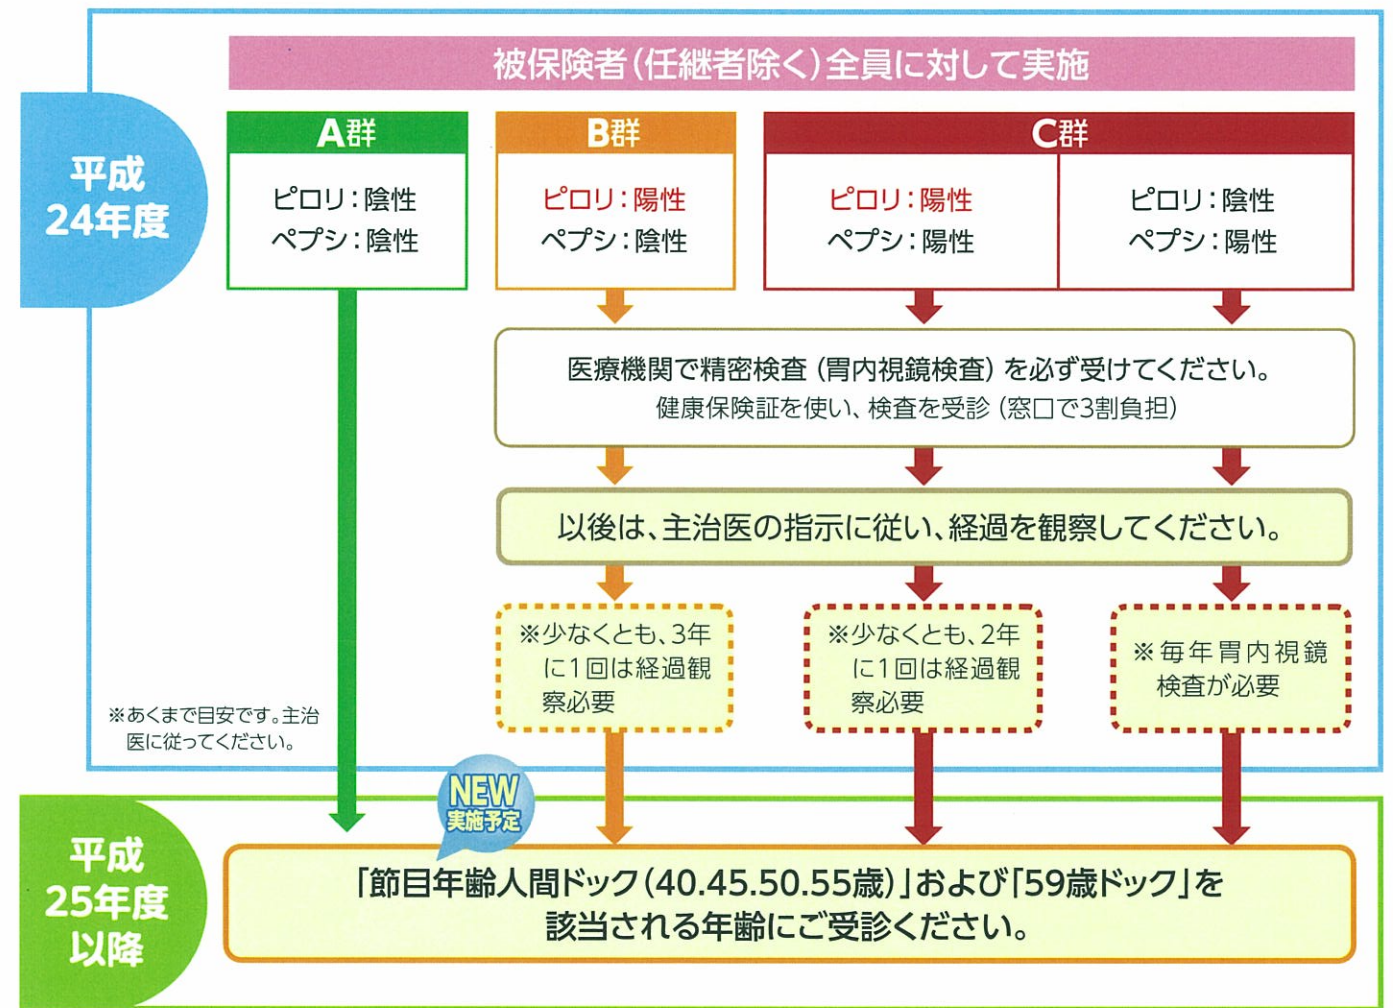 被保険者(任継者除く)全員に対して実施
平成
24年度
A群
ピロリ:陰性
ペプシ:陰性
B群
ピロリ:陽性
ペプシ:陰性
C群
ピロリ:陽性
ペプシ:陽性
ピロリ:陰性
ペプシ:陽性
医療機関で精密検査(胃内視鏡検査)を必ず受けてください。
健康保険証を使い、検査を受診(窓口で3割負担)
以後は、主治医の指示に従い、経過を観察してください。
※少なくとも、3年
に1回は経過観
察必要
※少なくとも、2年
に1回は経過観
察必要
※毎年胃内視鏡
検査が必要
※あくまで目安です。主治
医に従ってください。
NEW
実施予定
平成
25年度
以降
「節目年齢人間ドック(40.45.50.55歳)」および「59歳ドック」を
該当される年齢にご受診ください。